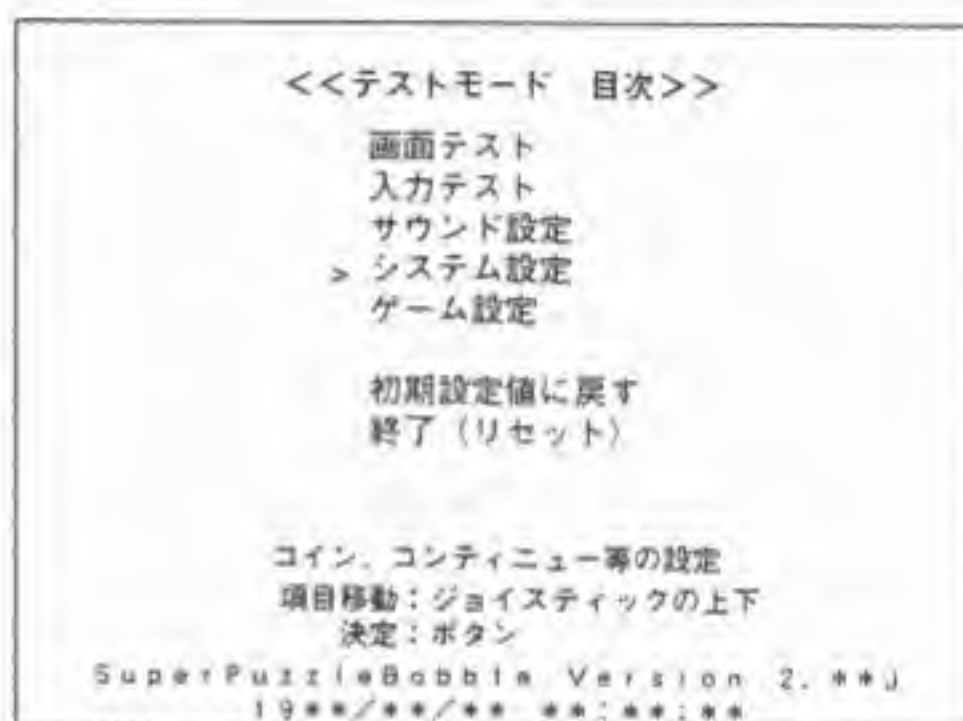 <<テストモード 目次>>
画面テスト
入力テスト
サウンド設定
> システム設定
ゲーム設定
初期設定値に戻す
終了（リセット）
コイン、コンティニュー等の設定
項目移動：ジョイスティックの上下
決定：ボタン
SuperPuzzleBobble Version 2.**J
19**/**/** **:**:**